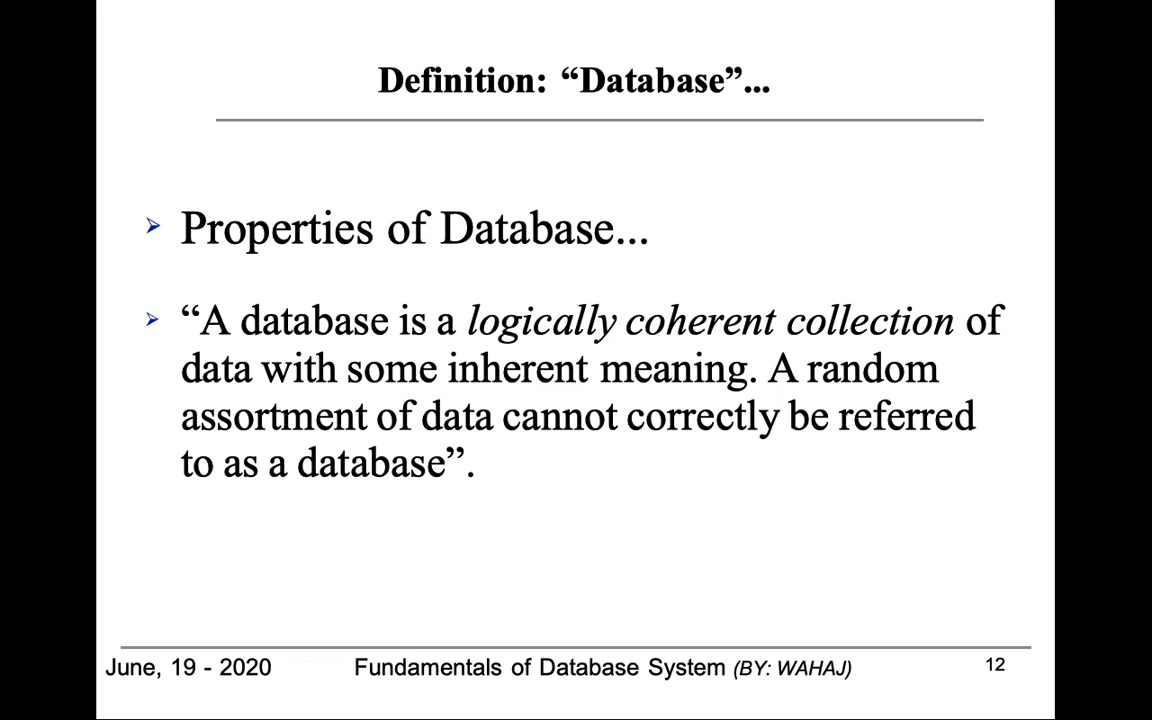 Definition: “Database”...
Properties of Database...
“A database is a logically coherent collection of
data with some inherent meaning. A random
assortment of data cannot correctly be referred
to as a database”.
June, 19 - 2020 Fundamentals of Database System (BY: WAHAJ) 12